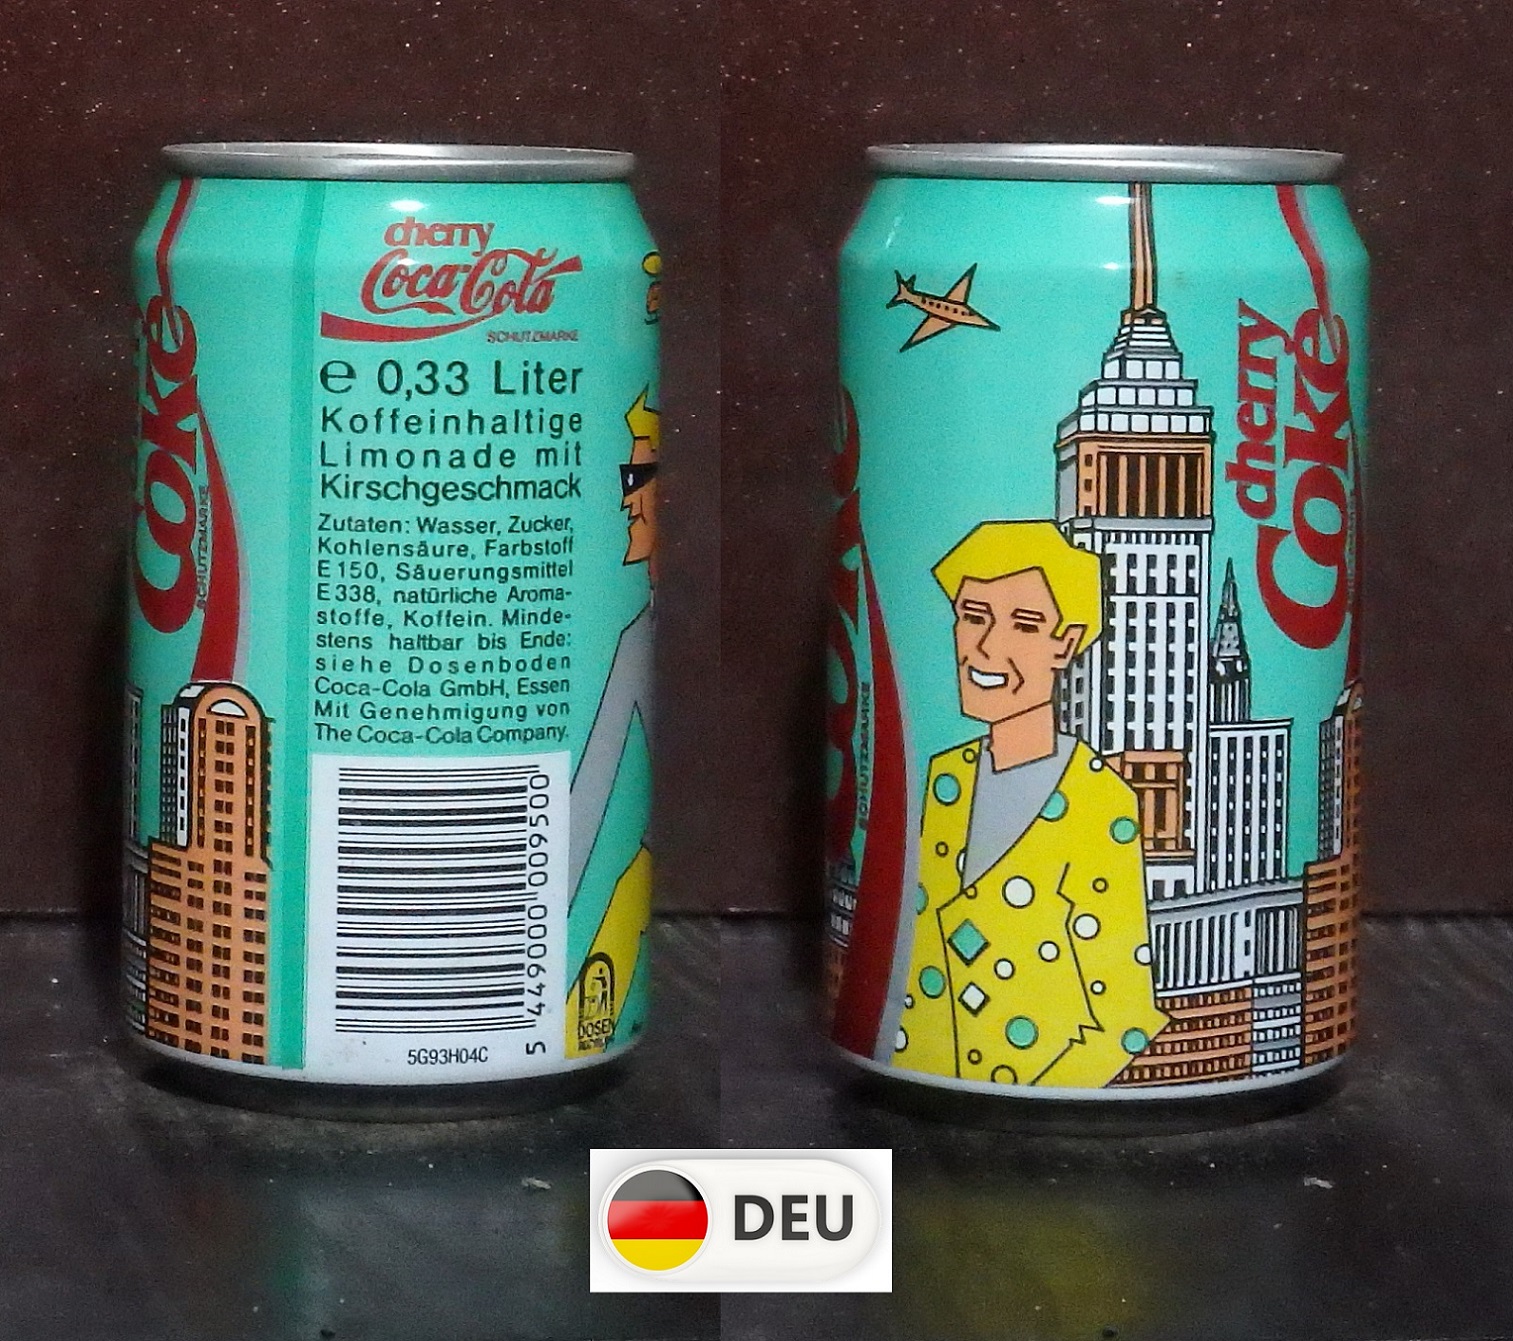 Coke
SCHUTZMARKE
cherry
Coca-Cola
SCHUTZMARKE
e 0,33 Liter
Koffeinhaltige
Limonade mit
Kirschgeschmack
Zutaten: Wasser, Zucker,
Kohlensäure, Farbstoff
E 150, Säuerungsmittel
E 338, natürliche Aroma-
stoffe, Koffein. Minde-
stens haltbar bis Ende:
siehe Dosenboden
Coca-Cola GmbH, Essen
Mit Genehmigung von
The Coca-Cola Company.
5 449000 009500
5G93H04C
DOSEN
cherry
Coke
SCHUTZMARKE
DEU